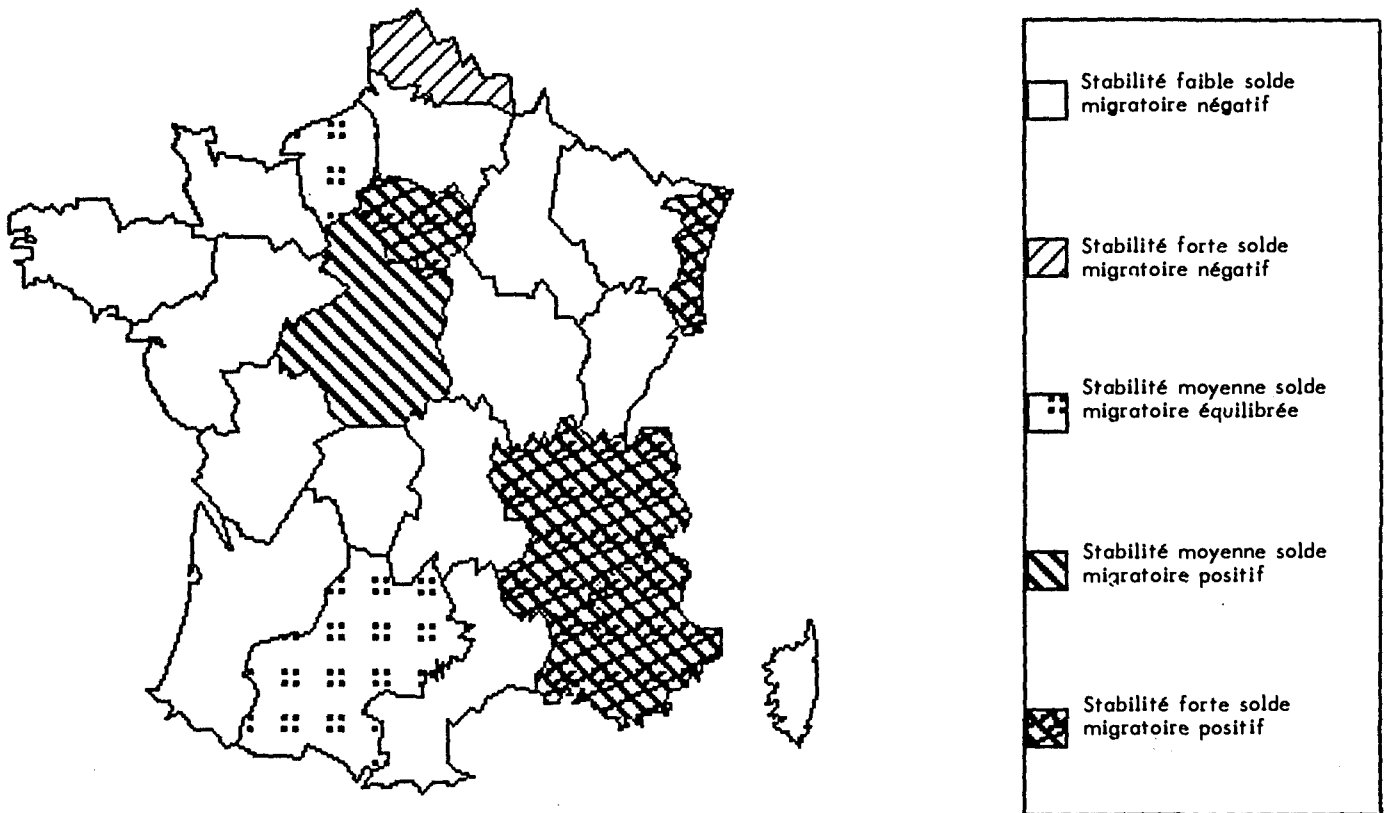 Stabilité faible solde
migratoire négatif
Stabilité forte solde
migratoire négatif
Stabilité moyenne solde
migratoire équilibrée
Stabilité moyenne solde
migratoire positif
Stabilité forte solde
migratoire positif